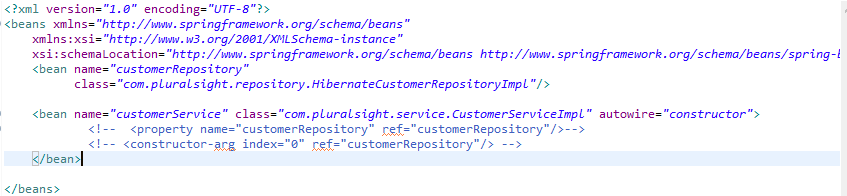 <?xml version="1.0" encoding="UTF-8"?>
<beans xmlns="http://www.springframework.org/schema/beans"
xmlns:xsi="http://www.w3.org/2001/XMLSchema-instance"
xsi:schemaLocation="http://www.springframework.org/schema/beans http://www.springframework.org/schema/beans/spring-b
<bean name="customerRepository"
class="com.pluralsight.repository.HibernateCustomerRepositoryImpl"/>
<bean name="customerService" class="com.pluralsight.service.CustomerServiceImpl" autowire="constructor">
<!--  <property name="customerRepository" ref="customerRepository"/>-->
<!-- <constructor-arg index="0" ref="customerRepository"/> -->
</bean>
</beans>